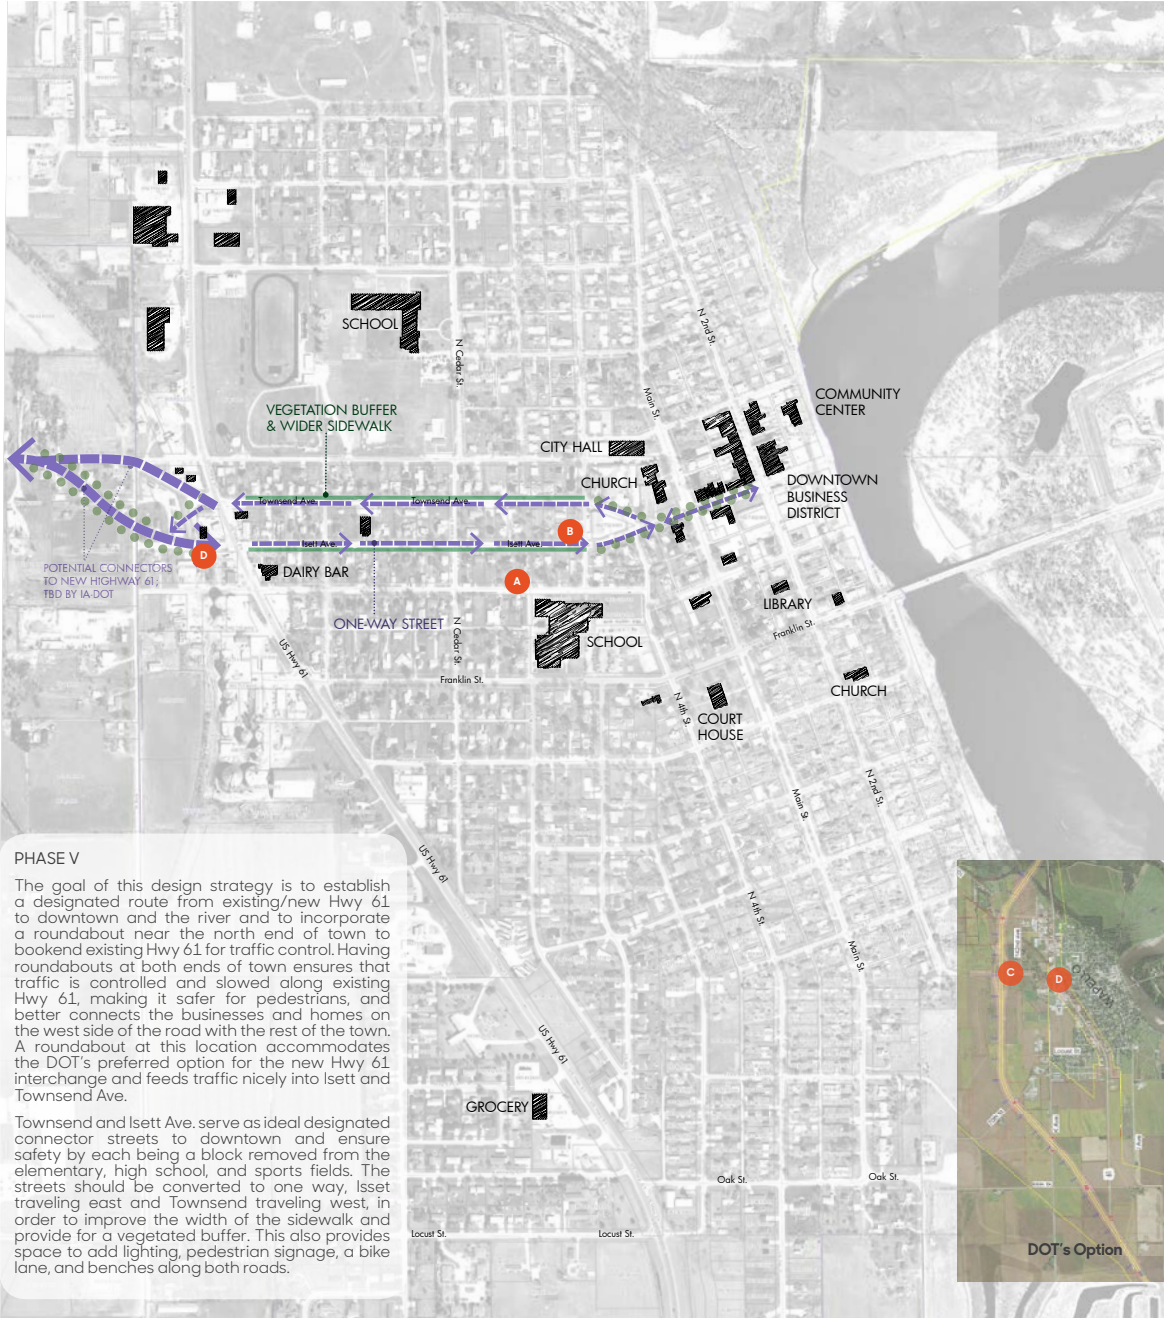 N 2nd St.
SCHOOL
N Cedar St.
Main St.
COMMUNITY
CENTER
VEGETATION BUFFER
& WIDER SIDEWALK
CITY HALL
CHURCH
DOWNTOWN
BUSINESS
DISTRICT
Townsend Ave.
Townsend Ave.
B
Isett Ave.
Isett Ave.
D
POTENTIAL CONNECTORS
TO NEW HIGHWAY 61;
TBD BY IA-DOT
DAIRY BAR
A
LIBRARY
ONE-WAY STREET
N Cedar St.
SCHOOL
Franklin St.
US Hwy 61
Franklin St.
CHURCH
N 4th St.
COURT
HOUSE
N 2nd St.
Main St.
US Hwy 61
N 4th St.
Main St.
US Hwy 61
GROCERY
Oak St.
Oak St.
Locust St.
Locust St.
PHASE V
The goal of this design strategy is to establish
a designated route from existing/new Hwy 61
to downtown and the river and to incorporate
a roundabout near the north end of town to
bookend existing Hwy 61 for traffic control. Having
roundabouts at both ends of town ensures that
traffic is controlled and slowed along existing
Hwy 61, making it safer for pedestrians, and
better connects the businesses and homes on
the west side of the road with the rest of the town.
A roundabout at this location accommodates
the DOT's preferred option for the new Hwy 61
interchange and feeds traffic nicely into Isett and
Townsend Ave.
Townsend and Isett Ave. serve as ideal designated
connector streets to downtown and ensure
safety by each being a block removed from the
elementary, high school, and sports fields. The
streets should be converted to one way, Isset
traveling east and Townsend traveling west, in
order to improve the width of the sidewalk and
provide for a vegetated buffer. This also provides
space to add lighting, pedestrian signage, a bike
lane, and benches along both roads.
C
D
WAPELLO
Locust St
DOT's Option